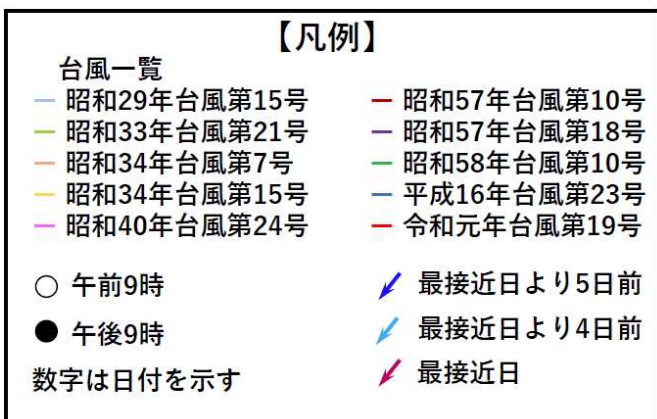 【凡例】
台風一覧
昭和29年台風第15号
昭和33年台風第21号
昭和34年台風第7号
昭和34年台風第15号
昭和40年台風第24号
昭和57年台風第10号
昭和57年台風第18号
昭和58年台風第10号
平成16年台風第23号
令和元年台風第19号
午前9時
午後9時
数字は日付を示す
最接近日より5日前
最接近日より4日前
最接近日